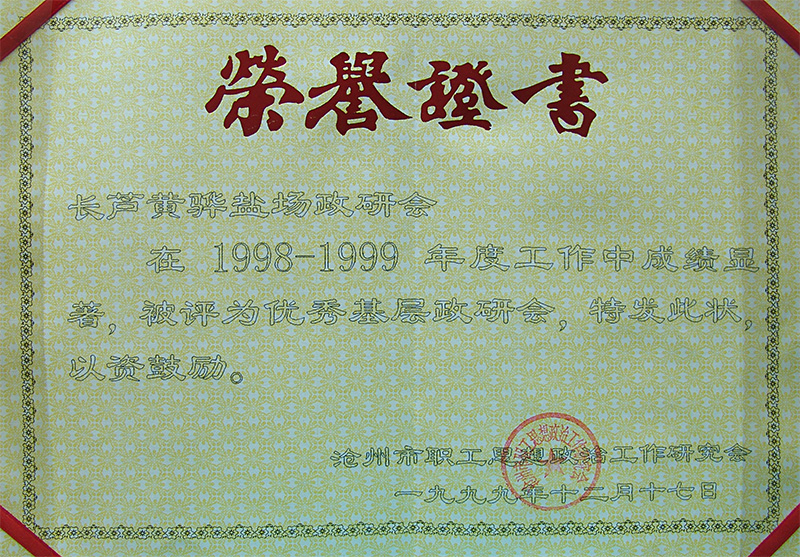 榮譽證書
长芦黄骅盐场政研会
在 1998-1999 年度工作中成绩显
著，被评为优秀基层政研会，特发此状，
以资鼓励。
沧州市职工思想政治工作研究会
一九九九年十二月十七日